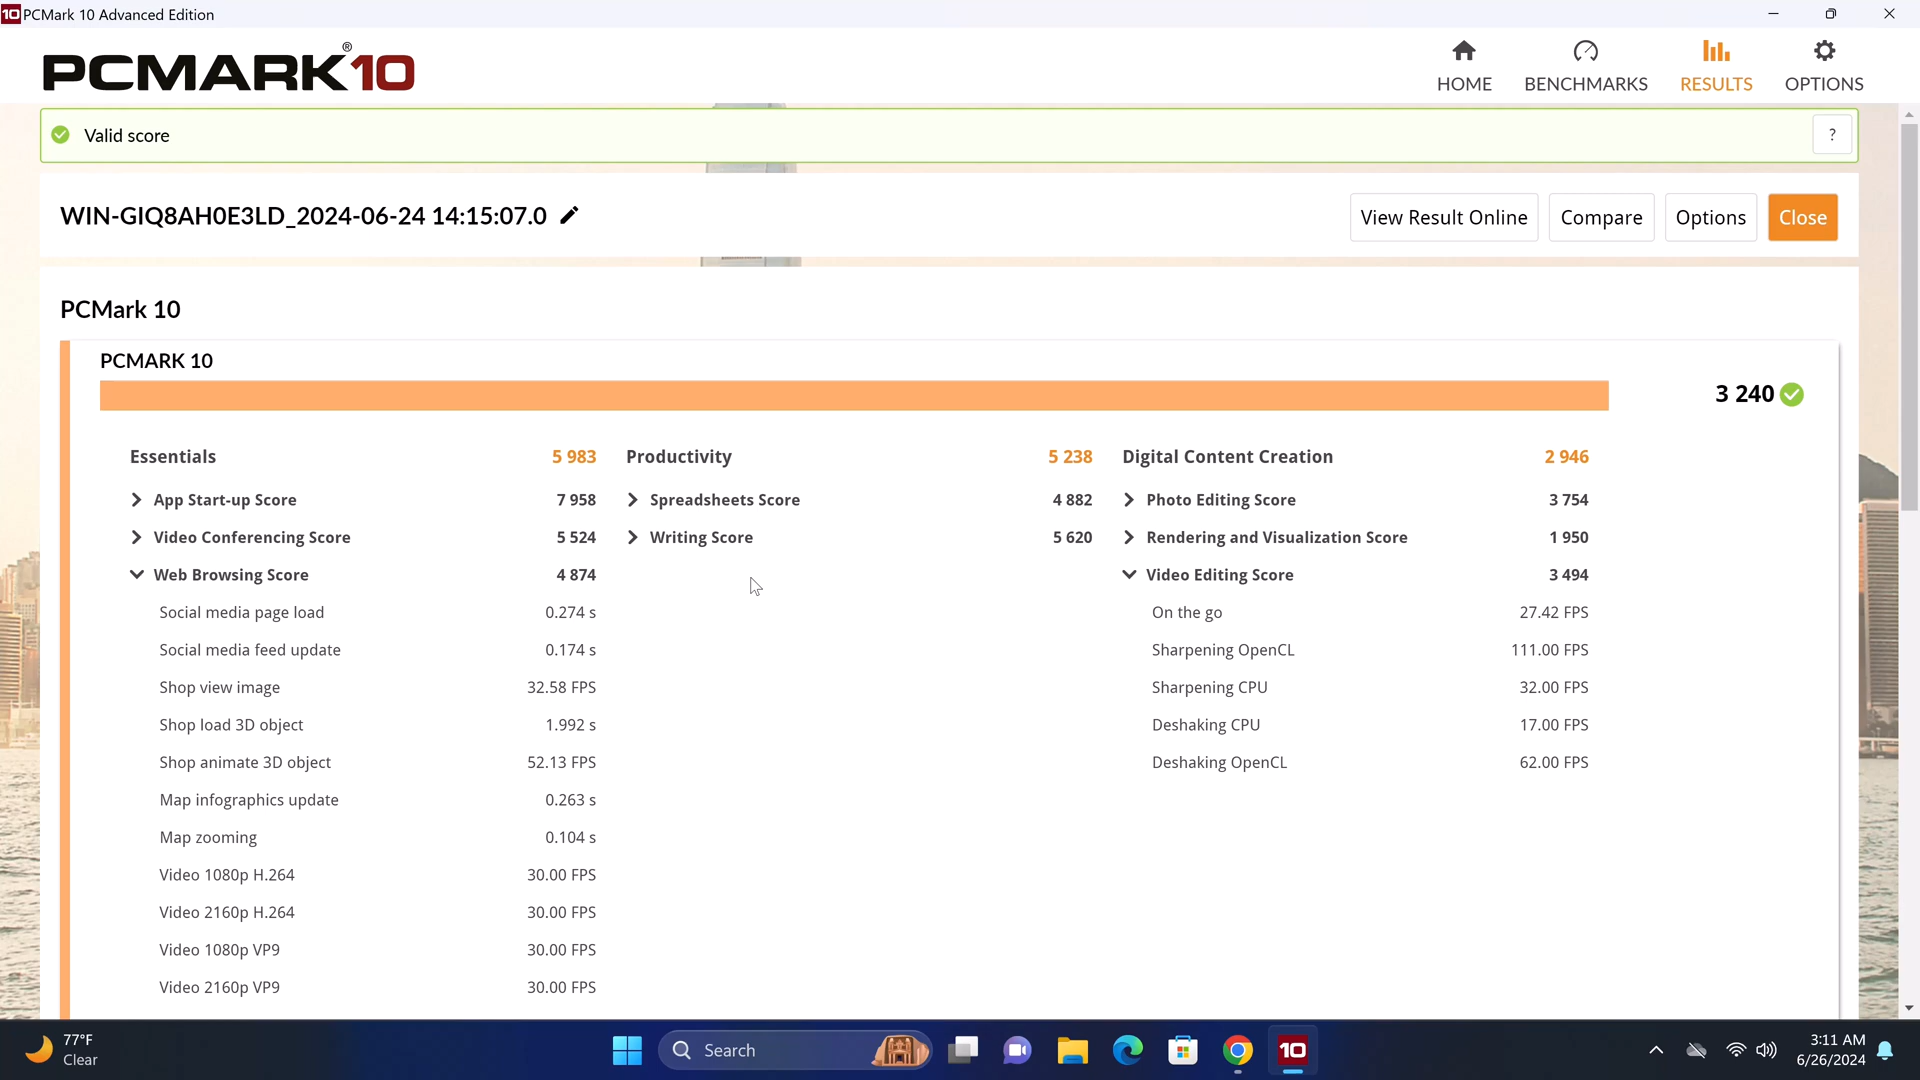 10 PCMark 10 Advanced Edition
PCMARK®10
HOME
BENCHMARKS
RESULTS
OPTIONS
Valid score
?
WIN-GIQ8AH0E3LD_2024-06-24 14:15:07.0
View Result Online
Compare
Options
Close
PCMark 10
PCMARK 10
3 240
Essentials 5 983
App Start-up Score 7 958
Video Conferencing Score 5 524
Web Browsing Score 4 874
Social media page load 0.274 s
Social media feed update 0.174 s
Shop view image 32.58 FPS
Shop load 3D object 1.992 s
Shop animate 3D object 52.13 FPS
Map infographics update 0.263 s
Map zooming 0.104 s
Video 1080p H.264 30.00 FPS
Video 2160p H.264 30.00 FPS
Video 1080p VP9 30.00 FPS
Video 2160p VP9 30.00 FPS
Productivity 5 238
Spreadsheets Score 4 882
Writing Score 5 620
Digital Content Creation 2 946
Photo Editing Score 3 754
Rendering and Visualization Score 1 950
Video Editing Score 3 494
On the go 27.42 FPS
Sharpening OpenCL 111.00 FPS
Sharpening CPU 32.00 FPS
Deshaking CPU 17.00 FPS
Deshaking OpenCL 62.00 FPS
77°F
Clear
Search
10
3:11 AM
6/26/2024